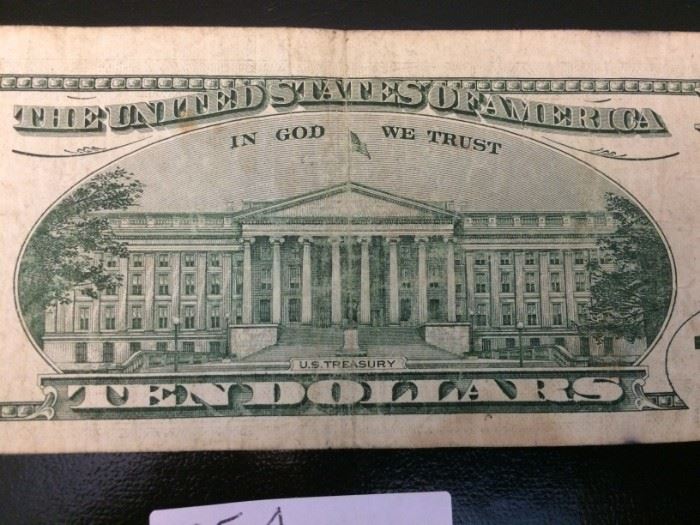 THE UNITED STATES OF AMERICA
IN GOD WE TRUST
U.S. TREASURY
TEN DOLLARS